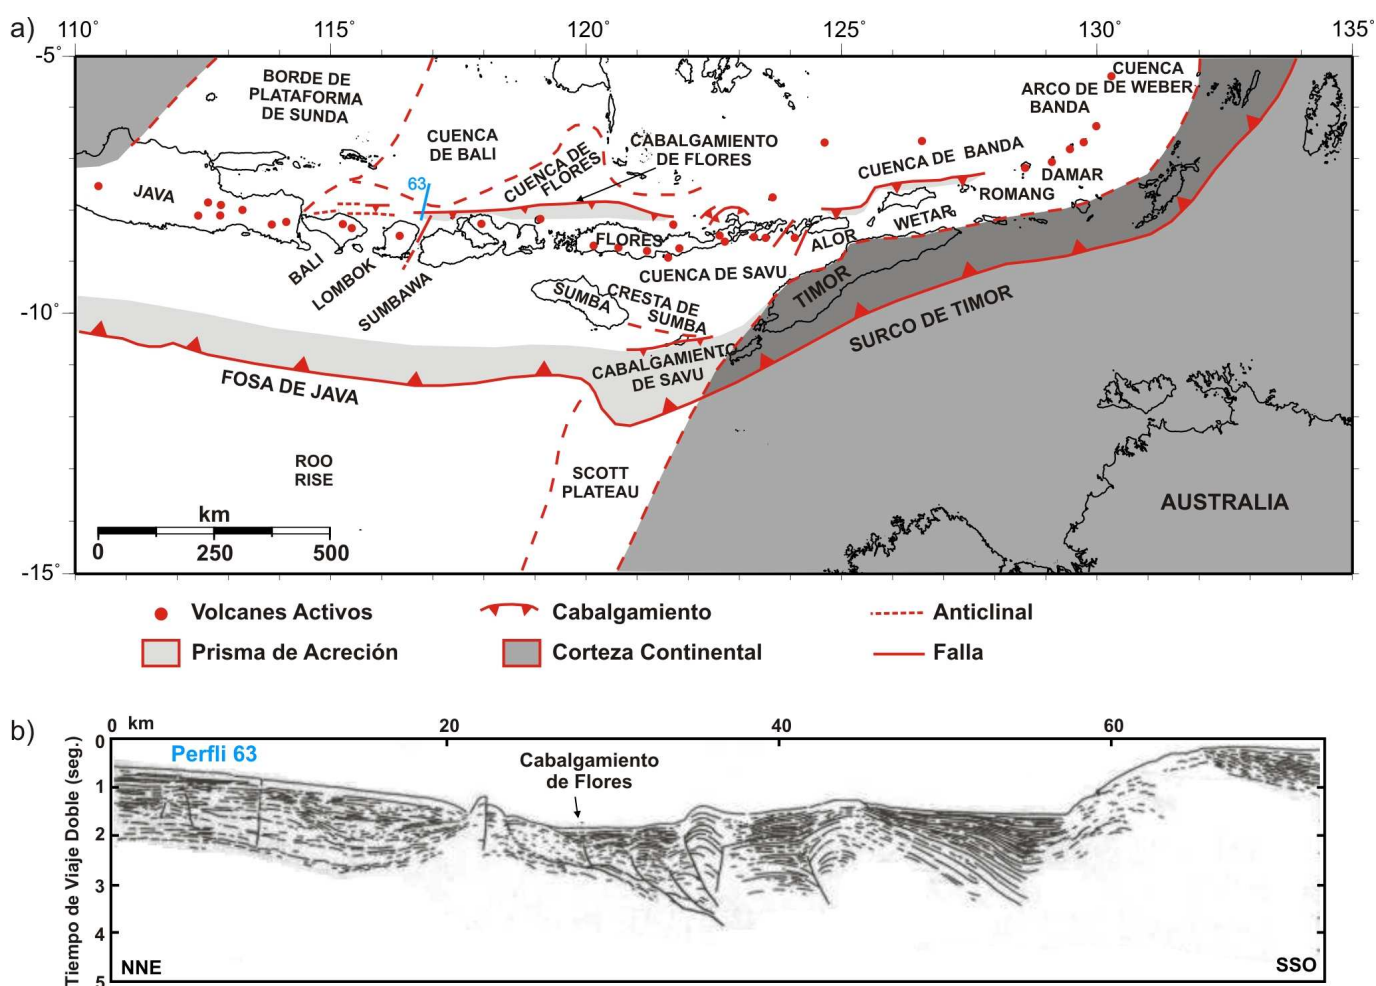 a)
110°
115°
120°
125°
130°
135°
-5°
-10°
-15°
BORDE DE
PLATAFORMA
DE SUNDA
CUENCA
DE BALI
CUENCA DE
FLORES
CABALGAMIENTO
DE FLORES
CUENCA DE BANDA
ARCO DE
BANDA
CUENCA
DE WEBER
63
JAVA
BALI
LOMBOK
SUMBAWA
FLORES
ALOR
WETAR
ROMANG
DAMAR
CUENCA DE SAVU
SUMBA
CRESTA DE
SUMBA
TIMOR
CABALGAMIENTO
DE SAVU
SURCO DE TIMOR
FOSA DE JAVA
ROO
RISE
SCOTT
PLATEAU
AUSTRALIA
km
0 250 500
Volcanes Activos
Cabalgamiento
Anticlinal
Prisma de Acreción
Corteza Continental
Falla
b)
0 km 20 40 60
Tiempo de Viaje Doble (seg.)
0
1
2
3
4
5
Perfli 63
Cabalgamiento
de Flores
NNE
SSO